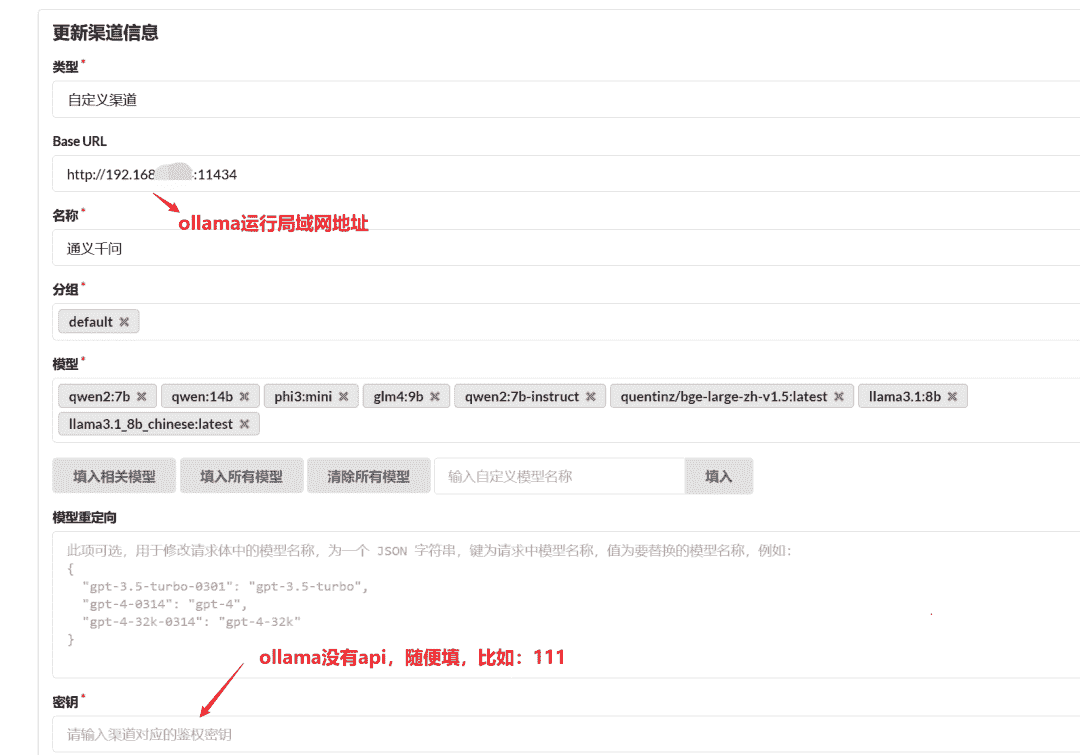 更新渠道信息
类型*
自定义渠道
Base URL
http://192.168 :11434
ollama运行局域网地址
名称*
通义千问
分组*
default ×
模型*
qwen2:7b × qwen:14b × phi3:mini × glm4:9b × qwen2:7b-instruct × quentinz/bge-large-zh-v1.5:latest × llama3.1:8b ×
llama3.1_8b_chinese:latest ×
填入相关模型 填入所有模型 清除所有模型 输入自定义模型名称 填入
模型重定向
此项可选，用于修改请求体中的模型名称，为一个 JSON 字符串，键为请求中模型名称，值为要替换的模型名称，例如：
{
"gpt-3.5-turbo-0301": "gpt-3.5-turbo",
"gpt-4-0314": "gpt-4",
"gpt-4-32k-0314": "gpt-4-32k"
}
ollama没有api，随便填，比如：111
密钥*
请输入渠道对应的鉴权密钥